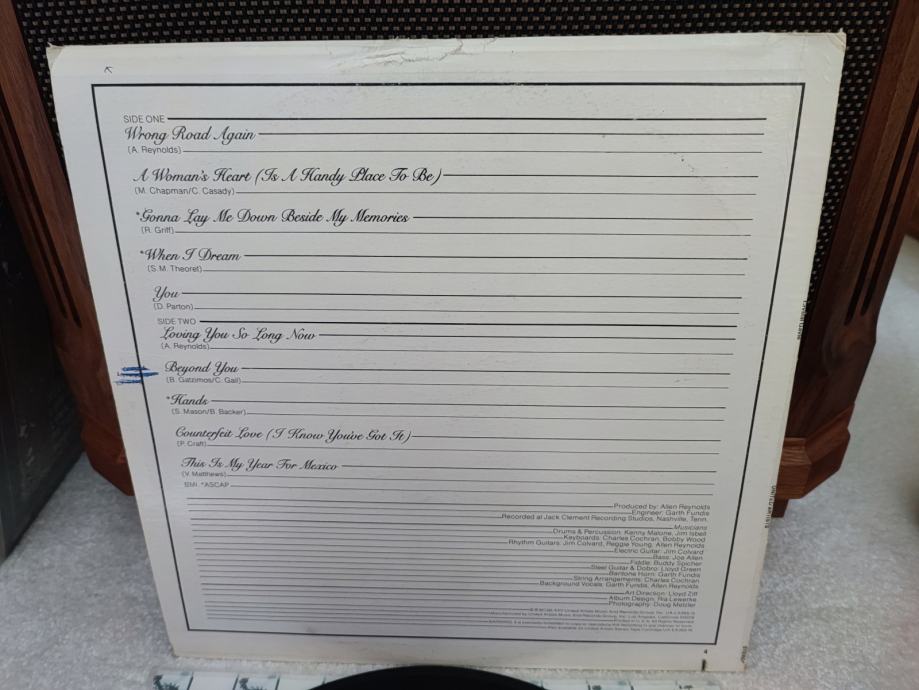 SIDE ONE
Wrong Road Again
(A. Reynolds)
A Woman's Heart (Is A Handy Place To Be)
(M. Chapman/C. Casady)
*Gonna Lay Me Down Beside My Memories
(R. Griff)
*When I Dream
(S.M. Theoret)
You
(D. Parton)
SIDE TWO
Loving You So Long Now
(A. Reynolds)
Beyond You
(B. Gatzimos/C. Gail)
*Hands
(S. Mason/B. Backer)
Counterfeit Love (I Know You've Got It)
(P. Craft)
This Is My Year For Mexico
(V. Matthews)
BMI. *ASCAP
Produced by: Allen Reynolds
Engineer: Garth Fundis
Recorded at Jack Clement Recording Studios, Nashville, Tenn.
Musicians
Drums & Percussion: Kenny Malone, Jim Isbell
Keyboards: Charles Cochran, Bobby Wood
Rhythm Guitars: Jim Colvard, Reggie Young, Allen Reynolds
Electric Guitar: Jim Colvard
Bass: Joe Allen
Fiddle: Buddy Spicher
Steel Guitar & Dobro: Lloyd Green
Baritone Horn: Garth Fundis
String Arrangements: Charles Cochran
Background Vocals: Garth Fundis, Allen Reynolds
Art Direction: Lloyd Ziff
Album Design: Ria Lewerke
Photography: Doug Metzler
4